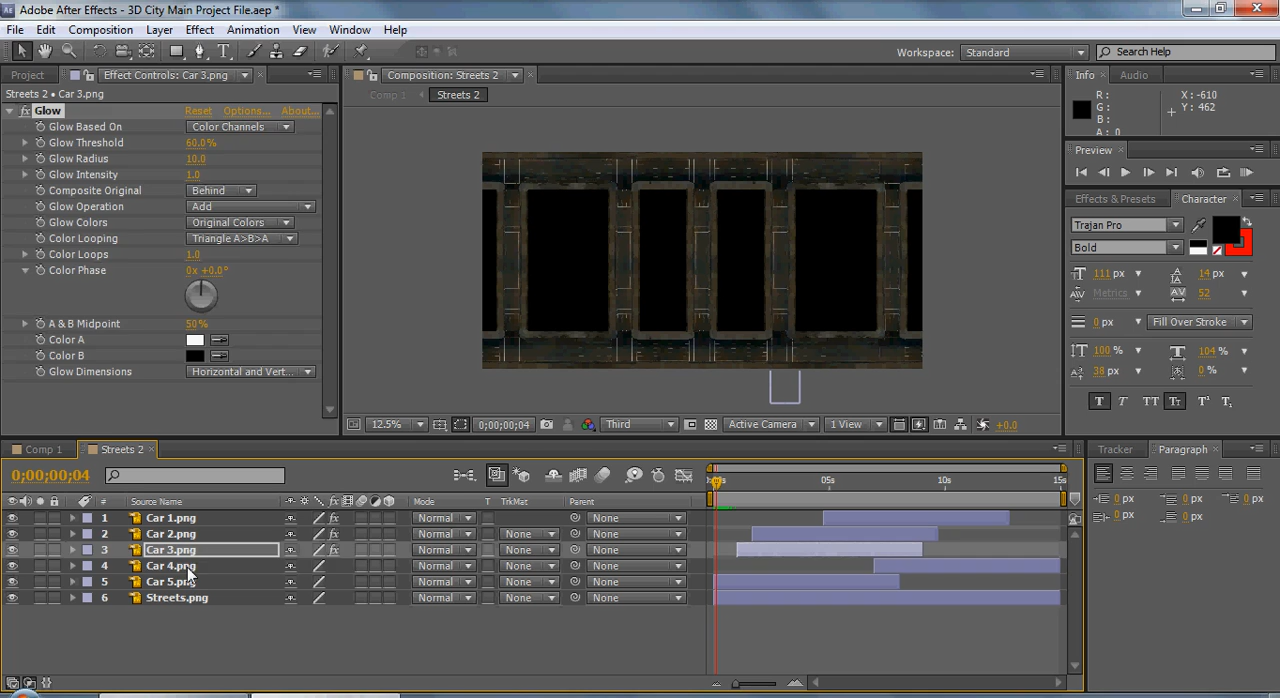 Adobe After Effects - 3D City Main Project File.aep *
File Edit Composition Layer Effect Animation View Window Help
Workspace: Standard Search Help
Project Effect Controls: Car 3.png
Streets 2 • Car 3.png
fx Glow Reset Options... About...
Glow Based On Color Channels
Glow Threshold 60.0%
Glow Radius 10.0
Glow Intensity 1.0
Composite Original Behind
Glow Operation Add
Glow Colors Original Colors
Color Looping Triangle A>B>A
Color Loops 1.0
Color Phase 0x +0.0°
A & B Midpoint 50%
Color A
Color B
Glow Dimensions Horizontal and Vert...
Composition: Streets 2
Comp 1 Streets 2
12.5% 0;00;00;04 Third Active Camera 1 View +0.0
Info Audio
R :
G :
B :
A : 0
X : -610
Y : 462
Preview
Effects & Presets Character
Trajan Pro
Bold
111 px 14 px
Metrics 52
0 px Fill Over Stroke
100 % 104 %
38 px 0 %
T T TT Tt T¹ T₁
Comp 1 Streets 2
0;00;00;04
# Source Name Mode T TrkMat Parent
05s 10s 15s
1 Car 1.png fx Normal None
2 Car 2.png fx Normal None None
3 Car 3.png fx Normal None None
4 Car 4.png Normal None None
5 Car 5.png Normal None None
6 Streets.png Normal None None
Tracker Paragraph
0 px 0 px 0 px
0 px 0 px